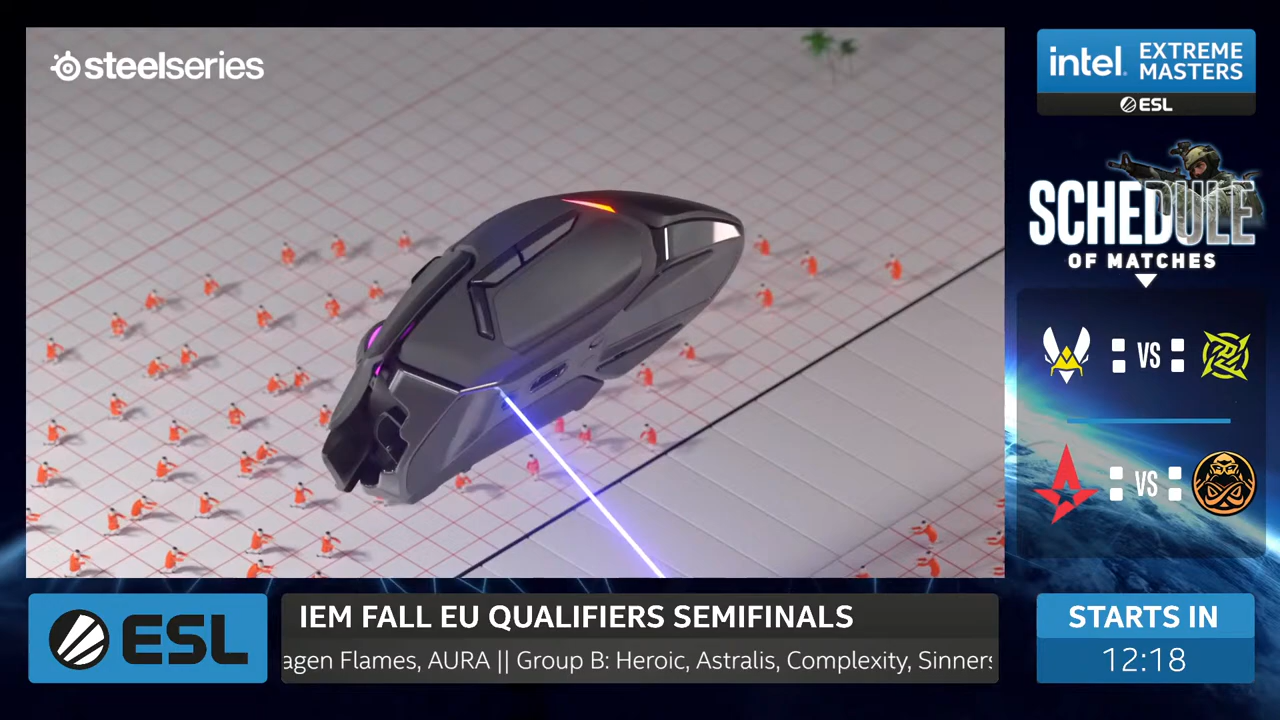 steelseries
intel. EXTREME
MASTERS
ESL
SCHEDULE
OF MATCHES
VS
VS
ESL
IEM FALL EU QUALIFIERS SEMIFINALS
agen Flames, AURA || Group B: Heroic, Astralis, Complexity, Sinners
STARTS IN
12:18